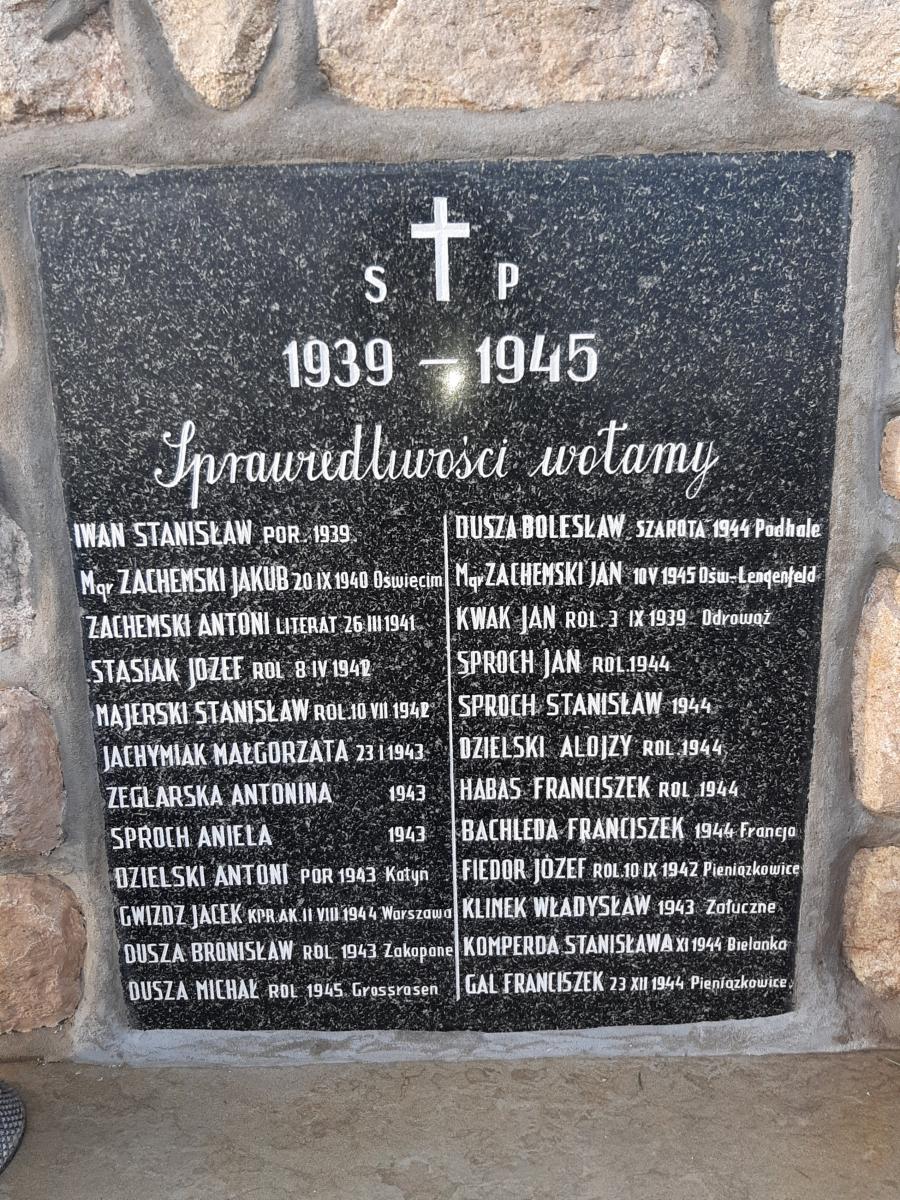 S P
1939 – 1945
Sprawiedliwości wołamy
IWAN STANISŁAW POR. 1939
Mgr ZACHEMSKI JAKUB 20 IX 1940 Oświęcim
ZACHEMSKI ANTONI LITERAT 26 III 1941
STASIAK JOZEF ROL 8 IV 1942
MAJERSKI STANISŁAW ROL. 10 VII 1942
JACHYMIAK MAŁGORZATA 23 I 1943
ZEGLARSKA ANTONINA 1943
SPROCH ANIELA 1943
DZIELSKI ANTONI POR 1943 Katyń
GWIZDZ JACEK KPR. AK. 11 VIII 1944 Warszawa
DUSZA BRONISŁAW ROL 1943 Zakopane
DUSZA MICHAŁ ROL 1945 Grossrosen
DUSZA BOLESŁAW SZAROTA 1944 Podhale
Mgr ZACHEMSKI JAN 10 V 1945 Ośw-Lengenfeld
KWAK JAN ROL. 3 IX 1939 Odrowąż
SPROCH JAN ROL. 1944
SPROCH STANISŁAW 1944
DZIELSKI ALOJZY ROL. 1944
HABAS FRANCISZEK ROL 1944
BACHLEDA FRANCISZEK 1944 Francja
FIEDOR JÓZEF ROL. 10 IX 1942 Pieniązkowice
KLIMEK WŁADYSŁAW 1943 Załuczne
KOMPERDA STANISŁAWA XI 1944 Bielanka
GAL FRANCISZEK 23 XII 1944 Pieniązkowice